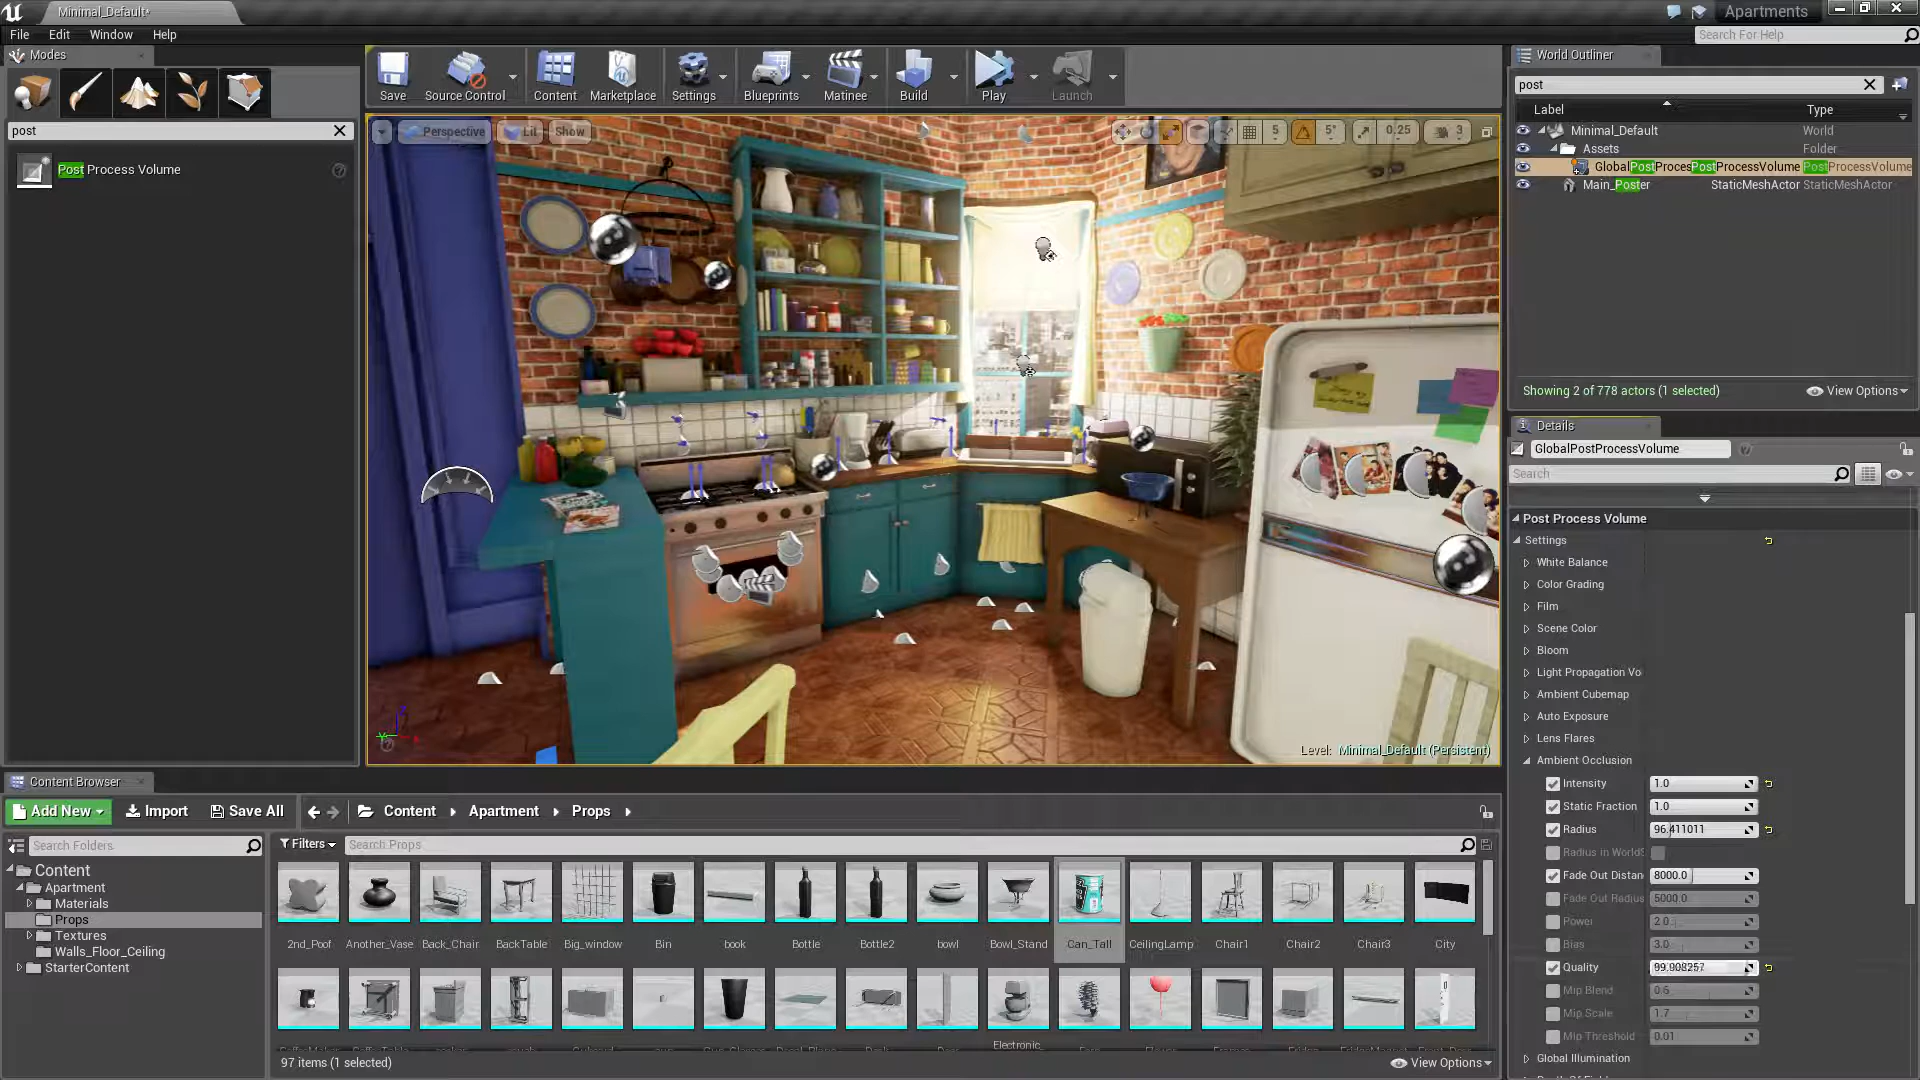 Minimal_Default*
Apartments
File Edit Window Help
Search For Help
Modes
post
Post Process Volume
Save
Source Control
Content
Marketplace
Settings
Blueprints
Matinee
Build
Play
Launch
Perspective Lit Show
5 5° 0.25 3
Level: Minimal_Default (Persistent)
World Outliner
post
Label Type
Minimal_Default World
Assets Folder
GlobalPostProcesPostProcessVolume PostProcessVolume
Main_Poster StaticMeshActor StaticMeshActor
Showing 2 of 778 actors (1 selected) View Options
Details
GlobalPostProcessVolume
Search
Post Process Volume
Settings
White Balance
Color Grading
Film
Scene Color
Bloom
Light Propagation Vo
Ambient Cubemap
Auto Exposure
Lens Flares
Ambient Occlusion
Intensity 1.0
Static Fraction 1.0
Radius 96.411011
Radius in WorldS
Fade Out Distan 8000.0
Fade Out Radius 5000.0
Power 2.0
Bias 3.0
Quality 99.908257
Mip Blend 0.6
Mip Scale 1.7
Mip Threshold 0.01
Global Illumination
Content Browser
Add New Import Save All Content Apartment Props
Search Folders
Filters Search Props
Content
Apartment
Materials
Props
Textures
Walls_Floor_Ceiling
StarterContent
2nd_Poof Another_Vase Back_Chair BackTable Big_window Bin book Bottle Bottle2 bowl Bowl_Stand Can_Tall CeilingLamp Chair1 Chair2 Chair3 City
Electronic
97 items (1 selected) View Options